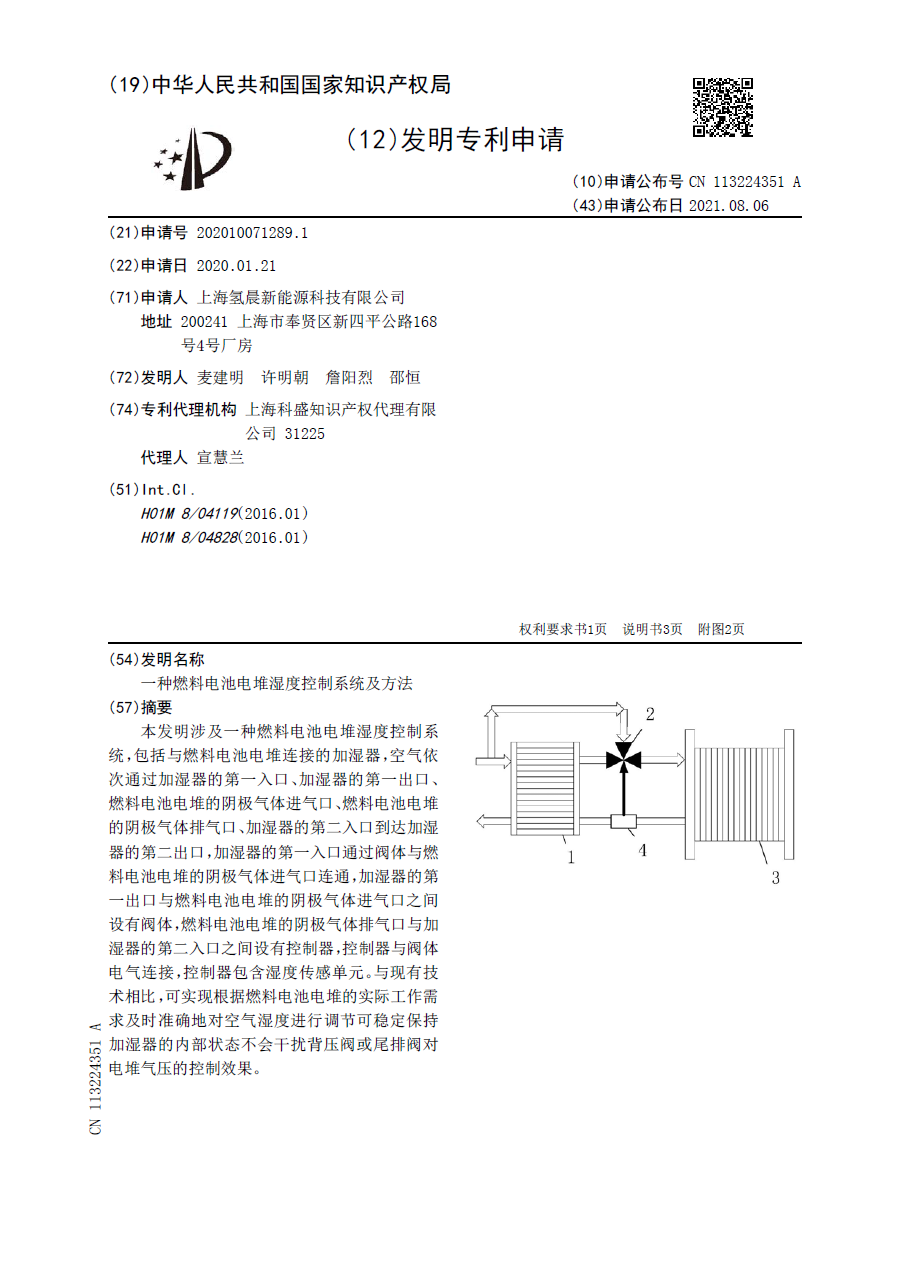 (19)中华人民共和国国家知识产权局
(12)发明专利申请
(10)申请公布号 CN 113224351 A
(43)申请公布日 2021.08.06
(21)申请号 202010071289.1
(22)申请日 2020.01.21
(71)申请人 上海氢晨新能源科技有限公司
地址 200241 上海市奉贤区新四平公路168
号4号厂房
(72)发明人 麦建明 许明朝 詹阳烈 邵恒
(74)专利代理机构 上海科盛知识产权代理有限
公司 31225
代理人 宣慧兰
(51)Int.Cl.
H01M 8/04119(2016.01)
H01M 8/04828(2016.01)
权利要求书1页 说明书3页 附图2页
(54)发明名称
一种燃料电池电堆湿度控制系统及方法
(57)摘要
本发明涉及一种燃料电池电堆湿度控制系
统,包括与燃料电池电堆连接的加湿器,空气依
次通过加湿器的第一入口、加湿器的第一出口、
燃料电池电堆的阴极气体进气口、燃料电池电堆
的阴极气体排气口、加湿器的第二入口到达加湿
器的第二出口,加湿器的第一入口通过阀体与燃
料电池电堆的阴极气体进气口连通,加湿器的第
一出口与燃料电池电堆的阴极气体进气口之间
设有阀体,燃料电池电堆的阴极气体排气口与加
湿器的第二入口之间设有控制器,控制器与阀体
电气连接,控制器包含湿度传感单元。与现有技
术相比,可实现根据燃料电池电堆的实际工作需
求及时准确地对空气湿度进行调节可稳定保持
加湿器的内部状态不会干扰背压阀或尾排阀对
电堆气压的控制效果。
2
1
4
3
CN 113224351 A